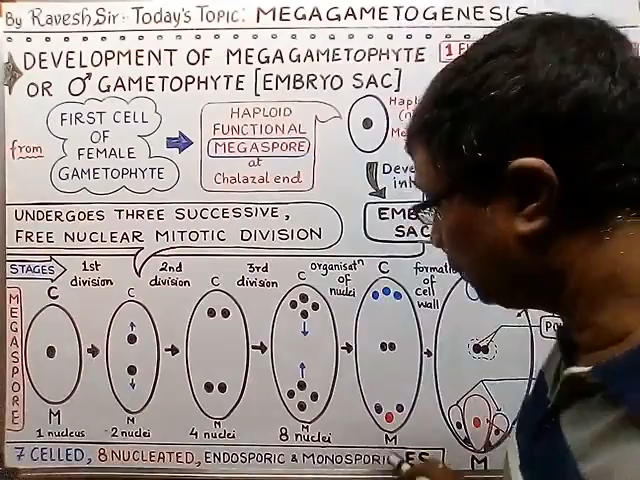 By Ravesh Sir:- Today's Topic: MEGAGAMETOGENESIS
DEVELOPMENT OF MEGAGAMETOPHYTE
OR ♂ GAMETOPHYTE [EMBRYO SAC]
from
FIRST CELL
OF
FEMALE
GAMETOPHYTE
HAPLOID
FUNCTIONAL
MEGASPORE
at
Chalazal end
UNDERGOES THREE SUCCESSIVE,
FREE NUCLEAR MITOTIC DIVISION
SAC
STAGES
1st
division
2nd
division
3rd
division
organisatn
of
nuclei
of
cell
wall
MEGASPORE
C
C
C
C
C
M
M
M
M
M
M
1 nucleus
2 nuclei
4 nuclei
8 nuclei
7 CELLED, 8 NUCLEATED, ENDOSPORIC & MONOSPORIC ES